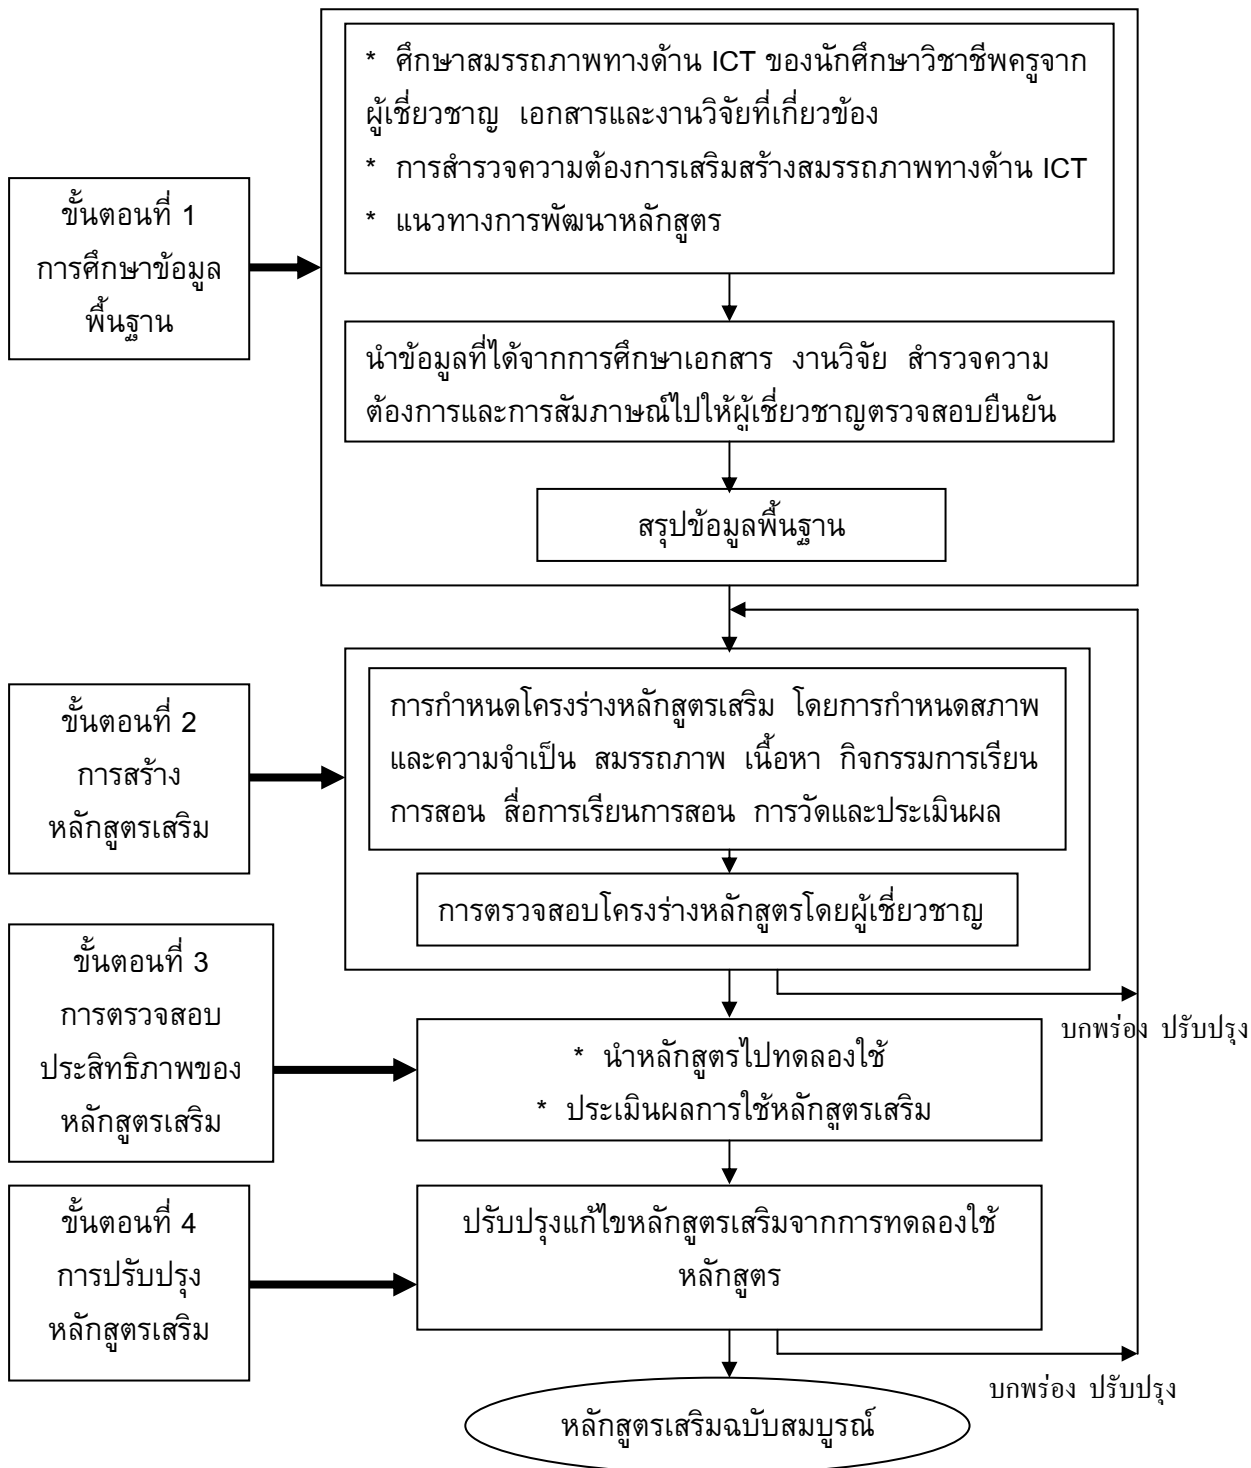 * ศึกษาสมรรถภาพทางด้าน ICT ของนักศึกษาวิชาชีพครูจาก
ผู้เชี่ยวชาญ เอกสารและงานวิจัยที่เกี่ยวข้อง
* การสำรวจความต้องการเสริมสร้างสมรรถภาพทางด้าน ICT
* แนวทางการพัฒนาหลักสูตร
ขั้นตอนที่ 1
การศึกษาข้อมูล
พื้นฐาน
นำข้อมูลที่ได้จากการศึกษาเอกสาร งานวิจัย สำรวจความ
ต้องการและการสัมภาษณ์ไปให้ผู้เชี่ยวชาญตรวจสอบยืนยัน
สรุปข้อมูลพื้นฐาน
ขั้นตอนที่ 2
การสร้าง
หลักสูตรเสริม
การกำหนดโครงร่างหลักสูตรเสริม โดยการกำหนดสภาพ
และความจำเป็น สมรรถภาพ เนื้อหา กิจกรรมการเรียน
การสอน สื่อการเรียนการสอน การวัดและประเมินผล
การตรวจสอบโครงร่างหลักสูตรโดยผู้เชี่ยวชาญ
ขั้นตอนที่ 3
การตรวจสอบ
ประสิทธิภาพของ
หลักสูตรเสริม
บกพร่อง ปรับปรุง
* นำหลักสูตรไปทดลองใช้
* ประเมินผลการใช้หลักสูตรเสริม
ขั้นตอนที่ 4
การปรับปรุง
หลักสูตรเสริม
ปรับปรุงแก้ไขหลักสูตรเสริมจากการทดลองใช้
หลักสูตร
บกพร่อง ปรับปรุง
หลักสูตรเสริมฉบับสมบูรณ์